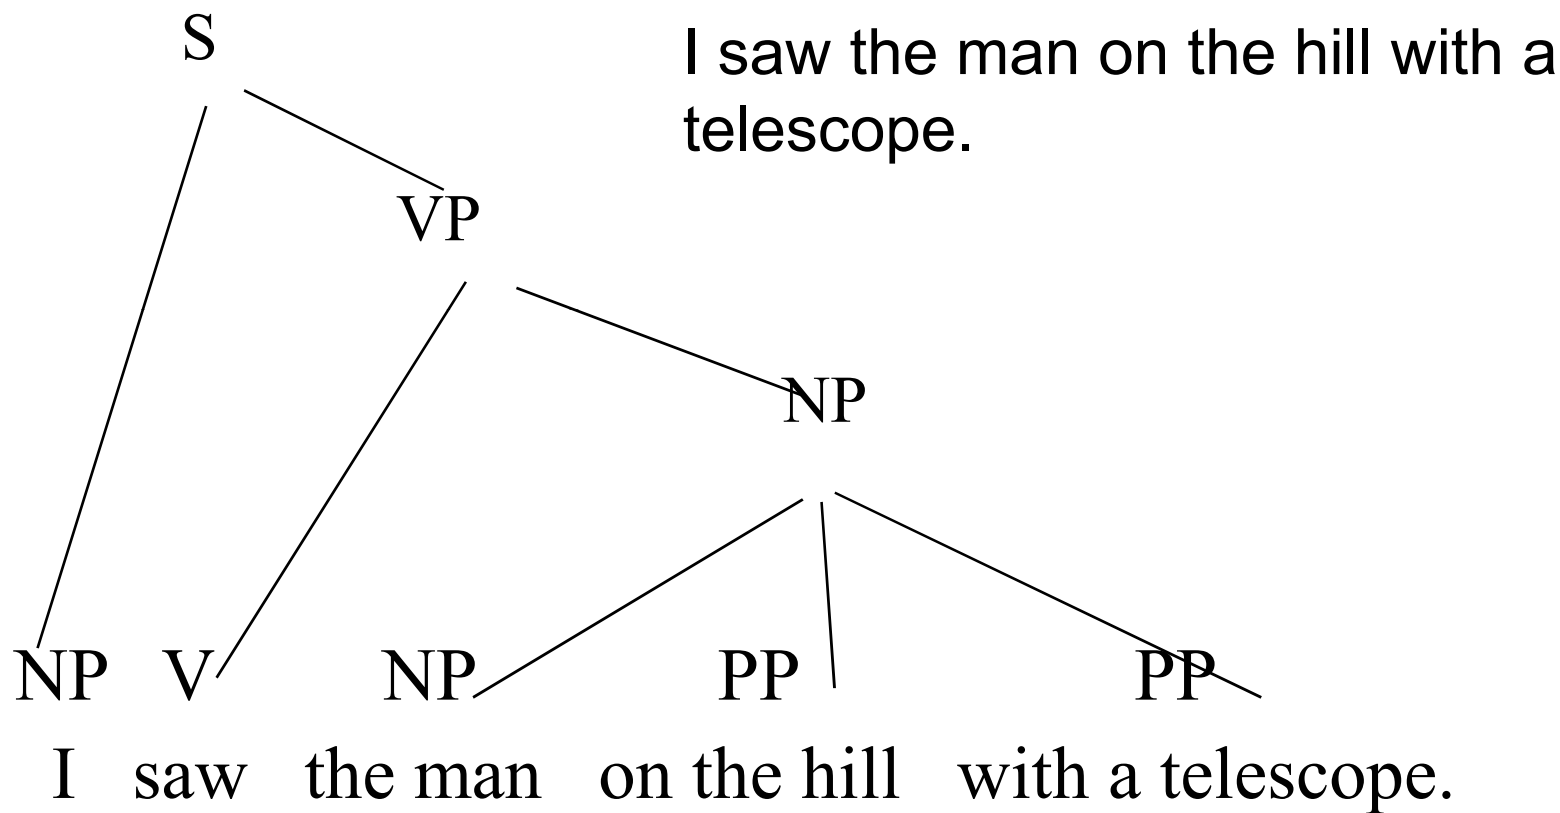 S
I saw the man on the hill with a
telescope.
VP
NP
NP V NP PP PP
I saw the man on the hill with a telescope.